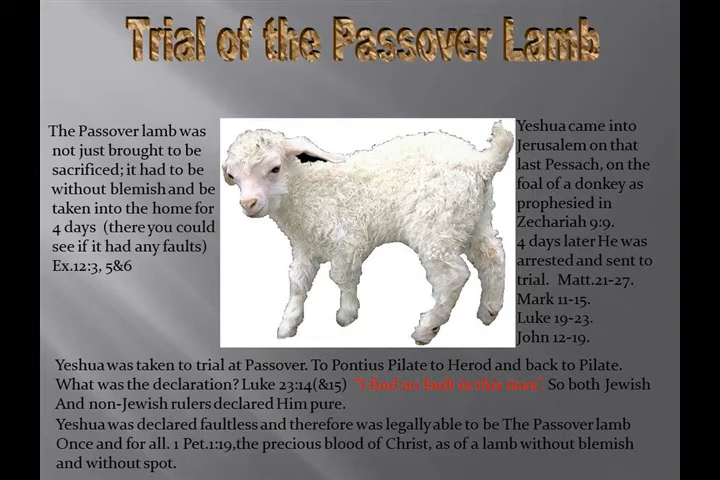 Trial of the Passover Lamb
The Passover lamb was
not just brought to be
sacrificed; it had to be
without blemish and be
taken into the home for
4 days (there you could
see if it had any faults)
Ex.12:3, 5&6
Yeshua came into
Jerusalem on that
last Pessach, on the
foal of a donkey as
prophesied in
Zechariah 9:9.
4 days later He was
arrested and sent to
trial. Matt.21-27.
Mark 11-15.
Luke 19-23.
John 12-19.
Yeshua was taken to trial at Passover. To Pontius Pilate to Herod and back to Pilate.
What was the declaration? Luke 23:14(&15) "I find no fault in this man". So both Jewish
And non-Jewish rulers declared Him pure.
Yeshua was declared faultless and therefore was legally able to be The Passover lamb
Once and for all. 1 Pet.1:19,the precious blood of Christ, as of a lamb without blemish
and without spot.